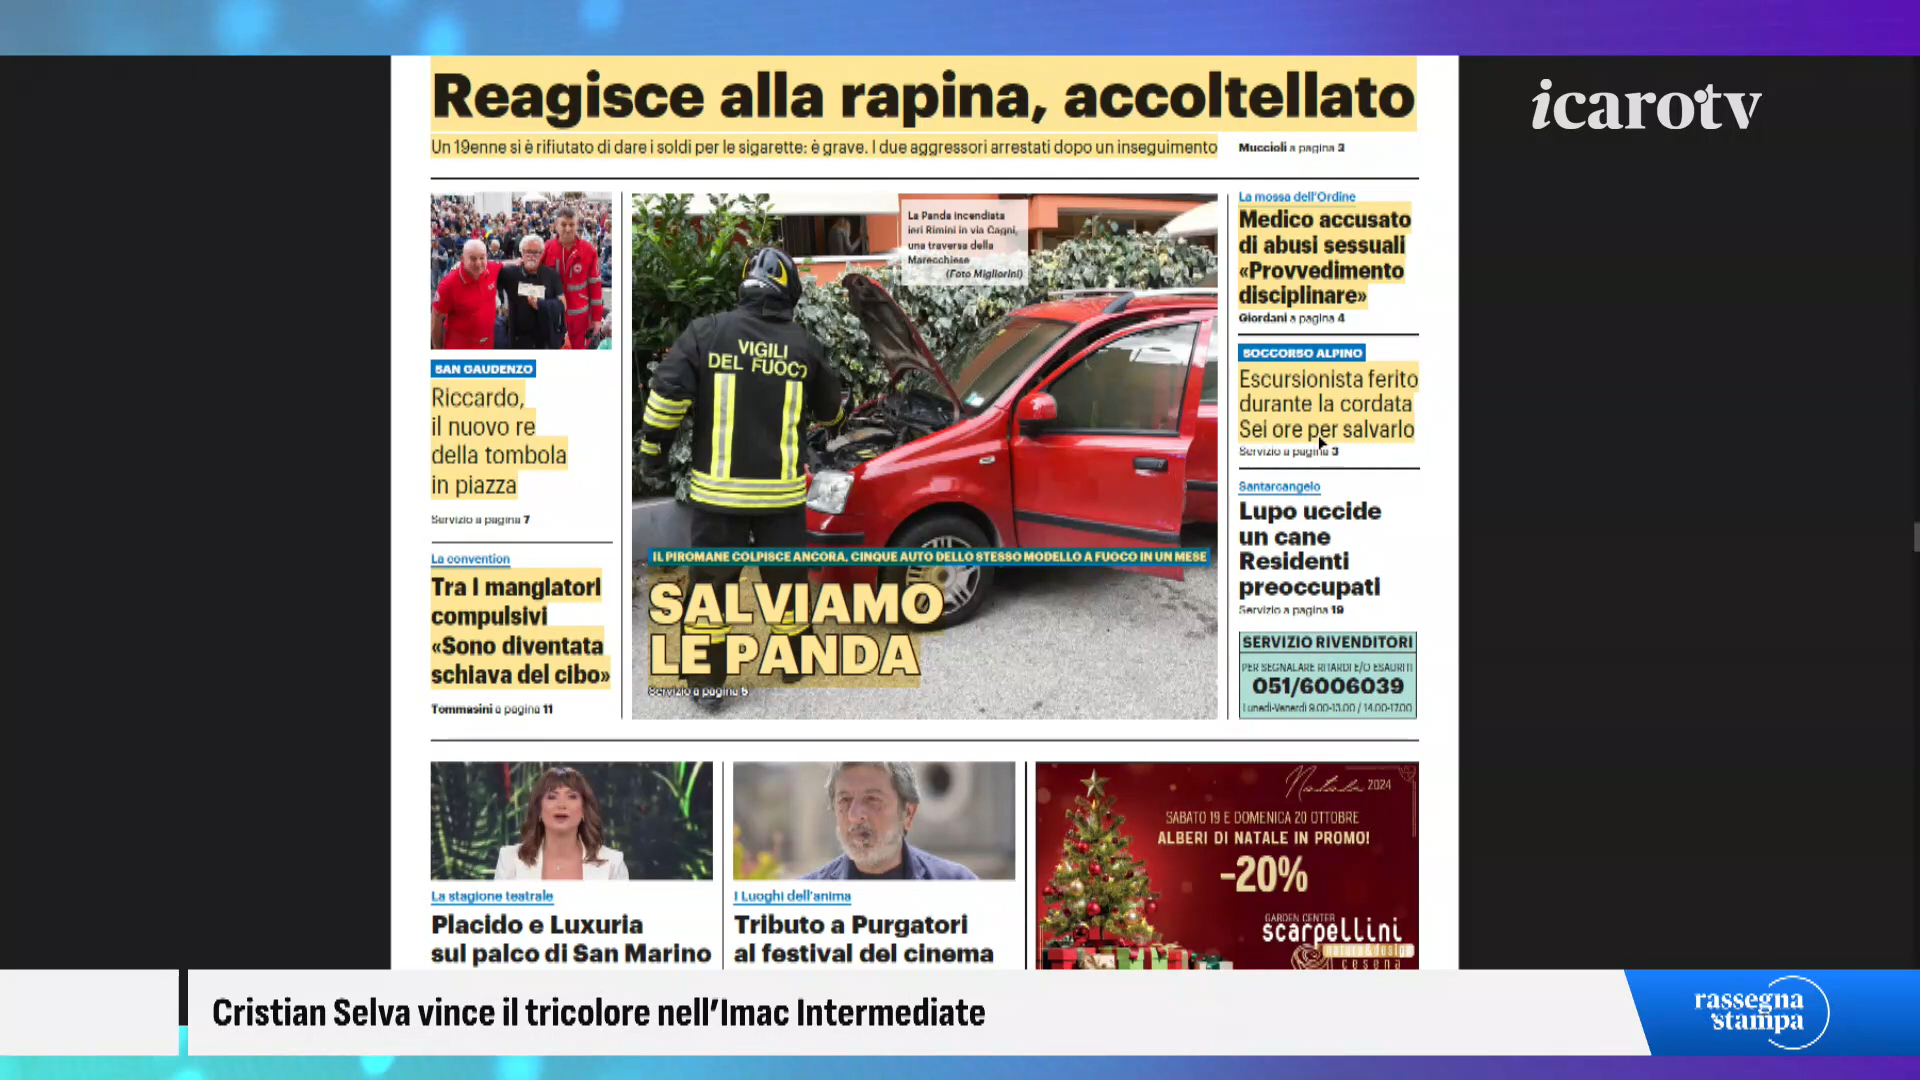 icarotv
Reagisce alla rapina, accoltellato
Un 19enne si è rifiutato di dare i soldi per le sigarette: è grave. I due aggressori arrestati dopo un inseguimento
Muccioli a pagina 3
SAN GAUDENZO
Riccardo,
il nuovo re
della tombola
in piazza
Servizio a pagina 7
La convention
Tra I mangiatori
compulsivi
«Sono diventata
schiava del cibo»
Tommasini a pagina 11
La Panda incendiata
ieri Rimini in via Cagni,
una traversa della
Marecchiese
(Foto Migliorini)
VIGILI
DEL FUOCO
IL PIROMANE COLPISCE ANCORA, CINQUE AUTO DELLO STESSO MODELLO A FUOCO IN UN MESE
SALVIAMO
LE PANDA
Servizio a pagina 5
La mossa dell'Ordine
Medico accusato
di abusi sessuali
«Provvedimento
disciplinare»
Giordani a pagina 4
SOCCORSO ALPINO
Escursionista ferito
durante la cordata
Sei ore per salvarlo
Servizio a pagina 3
Santarcangelo
Lupo uccide
un cane
Residenti
preoccupati
Servizio a pagina 19
SERVIZIO RIVENDITORI
PER SEGNALARE RITARDI E/O ESAURITI
051/6006039
Lunedì-Venerdì 9.00-13.00 / 14.00-17.00
La stagione teatrale
Placido e Luxuria
sul palco di San Marino
I Luoghi dell'anima
Tributo a Purgatori
al festival del cinema
Natale 2024
SABATO 19 E DOMENICA 20 OTTOBRE
ALBERI DI NATALE IN PROMO!
-20%
GARDEN CENTER
scarpellini
nature&design
cesena
Cristian Selva vince il tricolore nell'Imac Intermediate
rassegna
stampa